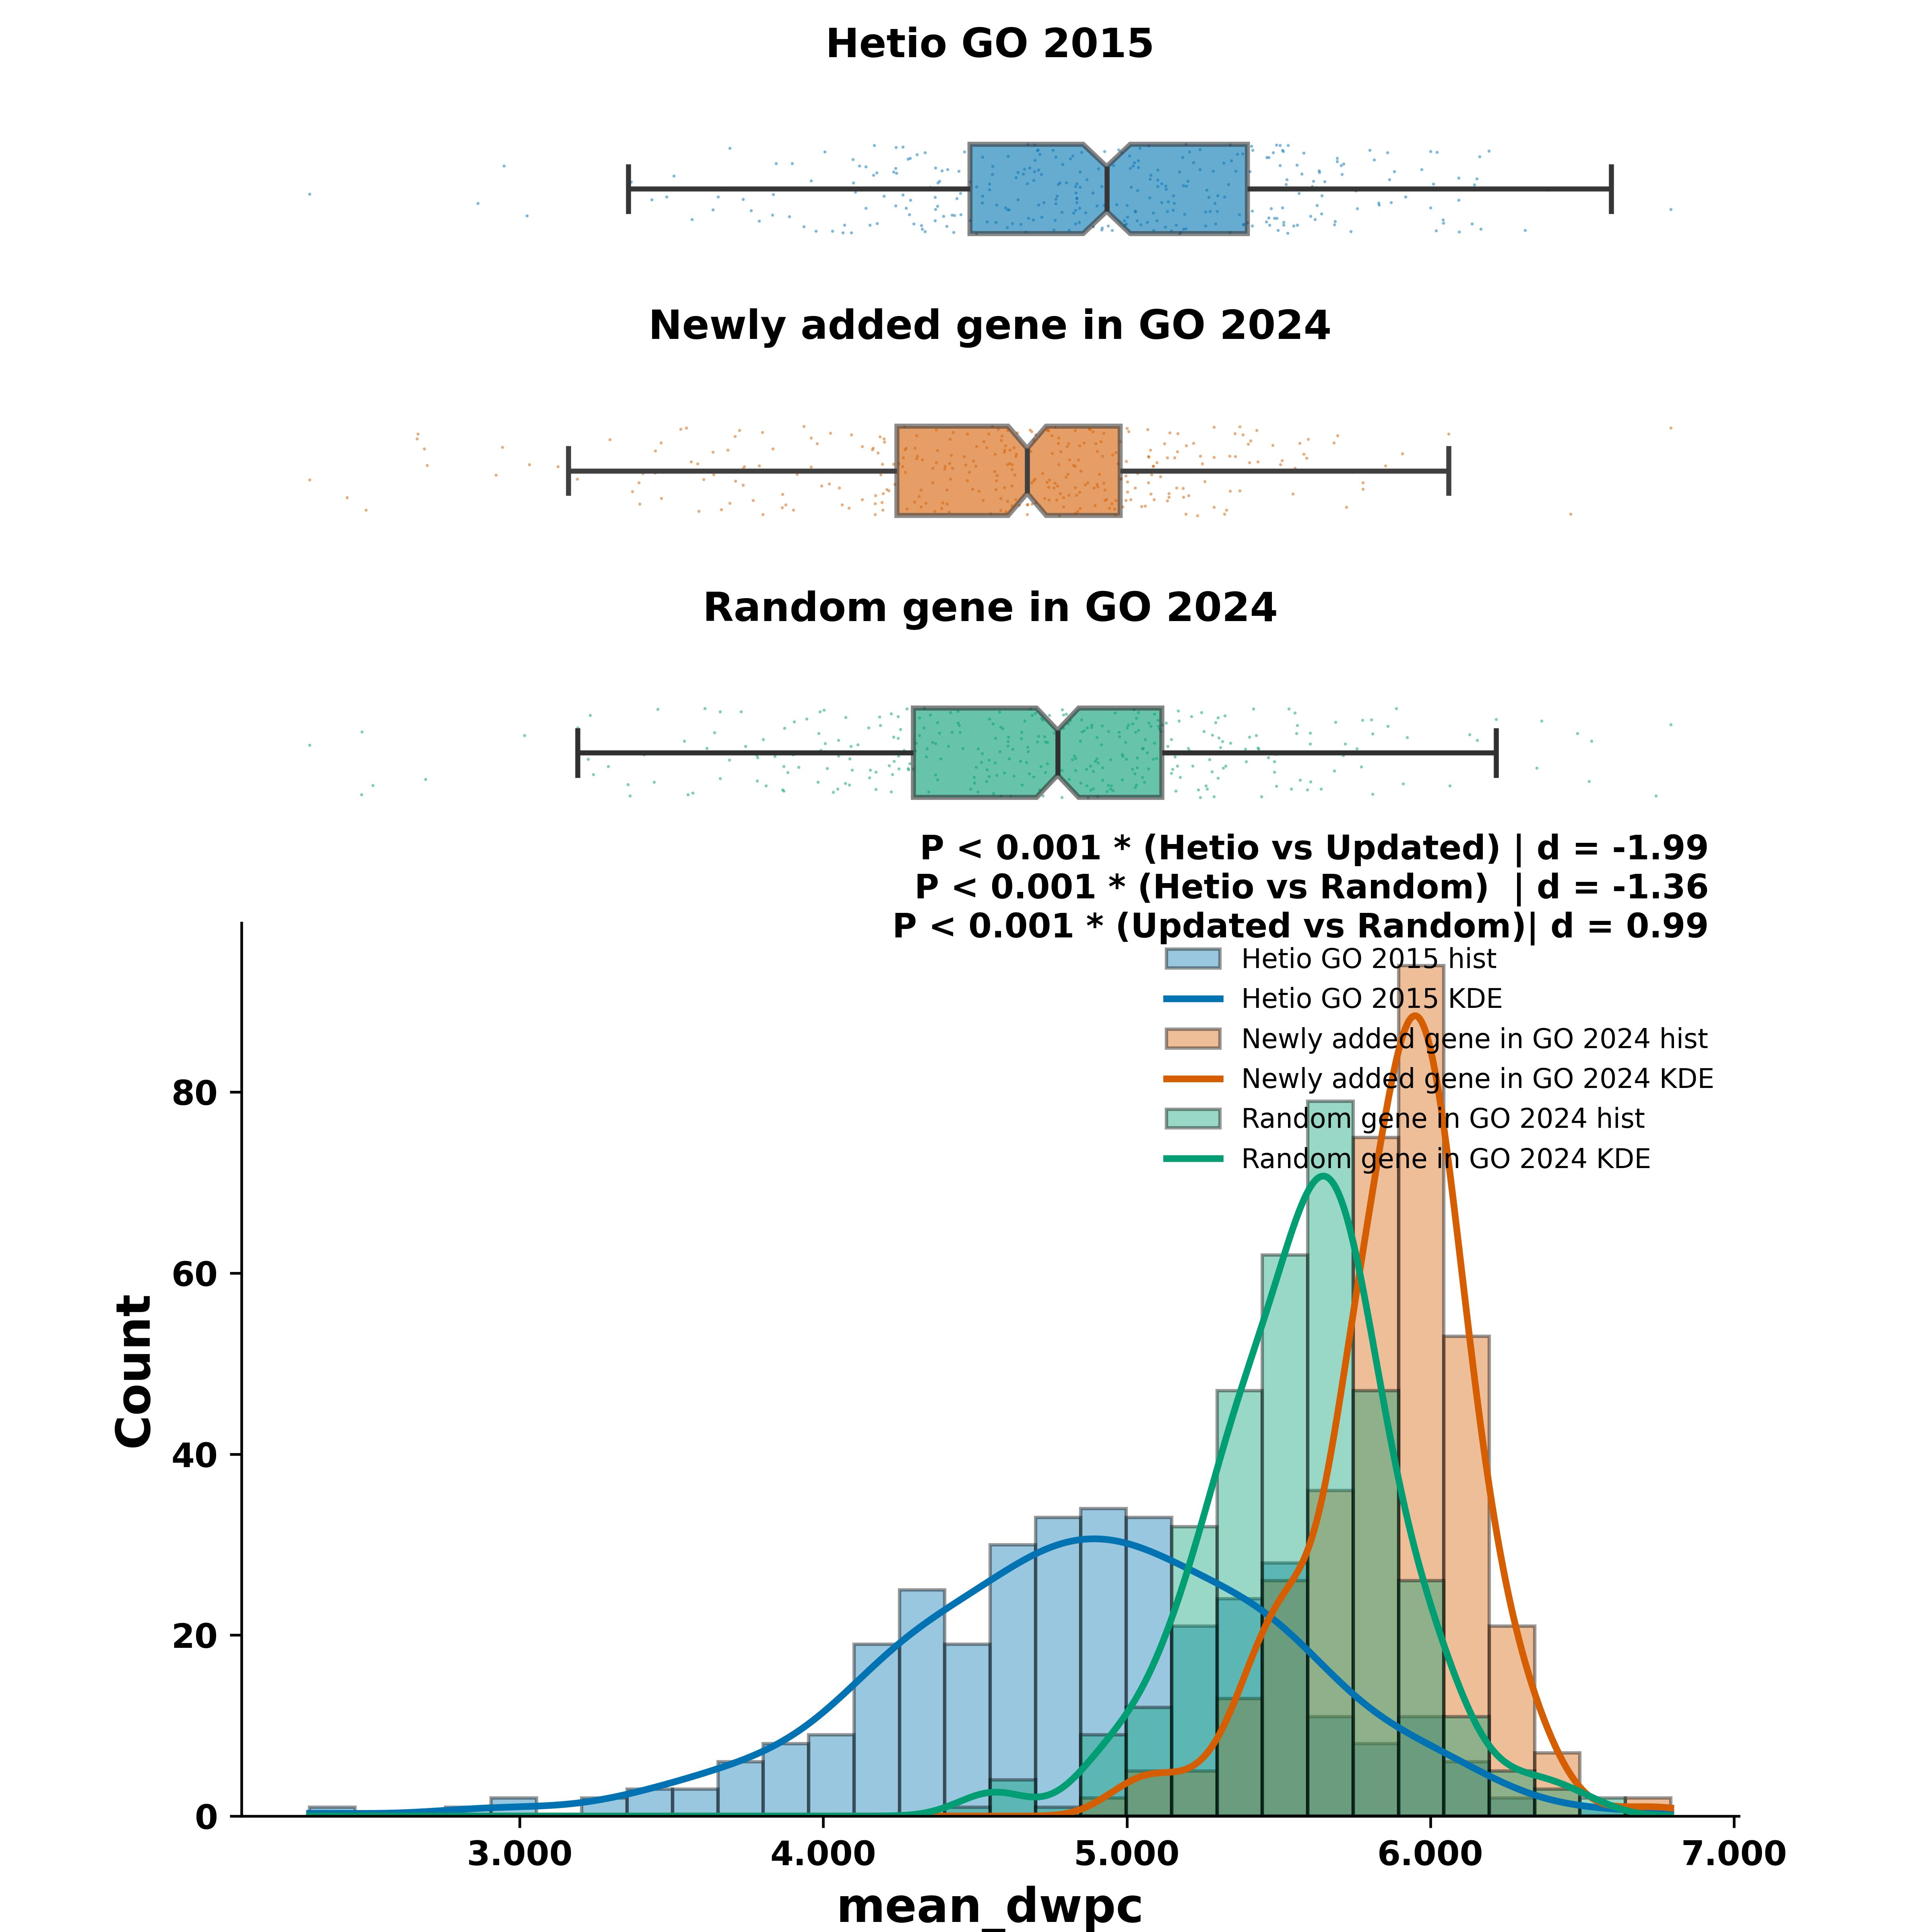 Hetio GO 2015
Newly added gene in GO 2024
Random gene in GO 2024
P < 0.001 * (Hetio vs Updated) | d = -1.99
P < 0.001 * (Hetio vs Random)  | d = -1.36
P < 0.001 * (Updated vs Random)| d = 0.99
Hetio GO 2015 hist
Hetio GO 2015 KDE
Newly added gene in GO 2024 hist
Newly added gene in GO 2024 KDE
Random gene in GO 2024 hist
Random gene in GO 2024 KDE
Count
80
60
40
20
0
3.000 4.000 5.000 6.000 7.000
mean_dwpc